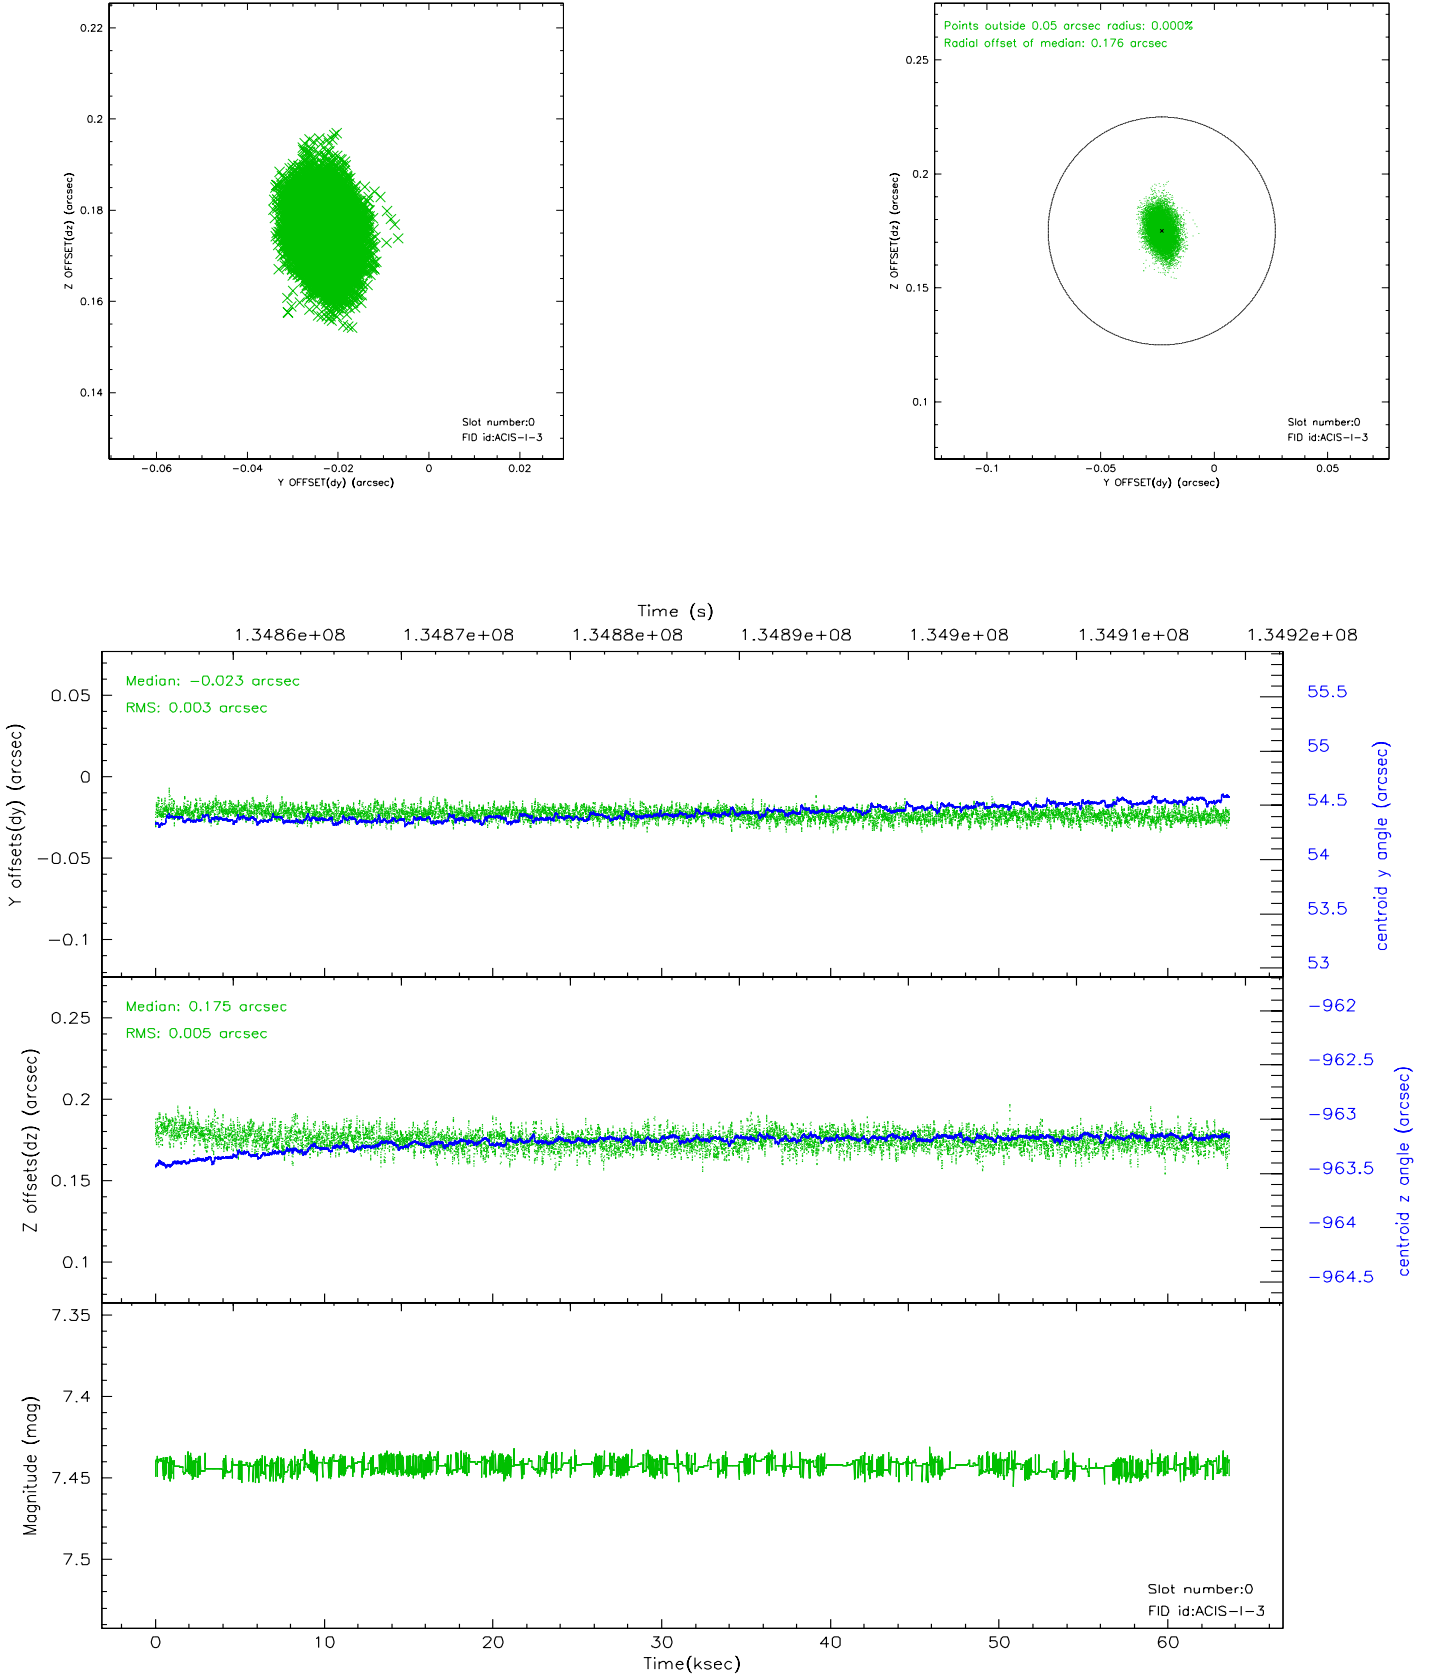 0.22
0.2
0.18
0.16
0.14
Z OFFSET(dz) (arcsec)
Slot number:0
FID id:ACIS-I-3
-0.06 -0.04 -0.02 0 0.02
Y OFFSET(dy) (arcsec)
Points outside 0.05 arcsec radius: 0.000%
Radial offset of median: 0.176 arcsec
0.25
0.2
0.15
0.1
Z OFFSET(dz) (arcsec)
Slot number:0
FID id:ACIS-I-3
-0.1 -0.05 0 0.05
Y OFFSET(dy) (arcsec)
Time (s)
1.3486e+08 1.3487e+08 1.3488e+08 1.3489e+08 1.349e+08 1.3491e+08 1.3492e+08
Median: -0.023 arcsec
RMS: 0.003 arcsec
0.05
0
-0.05
-0.1
Y offsets(dy) (arcsec)
55.5
55
54.5
54
53.5
53
centroid y angle (arcsec)
Median: 0.175 arcsec
RMS: 0.005 arcsec
0.25
0.2
0.15
0.1
Z offsets(dz) (arcsec)
-962
-962.5
-963
-963.5
-964
-964.5
centroid z angle (arcsec)
7.35
7.4
7.45
7.5
Magnitude (mag)
Slot number:0
FID id:ACIS-I-3
0 10 20 30 40 50 60
Time(ksec)